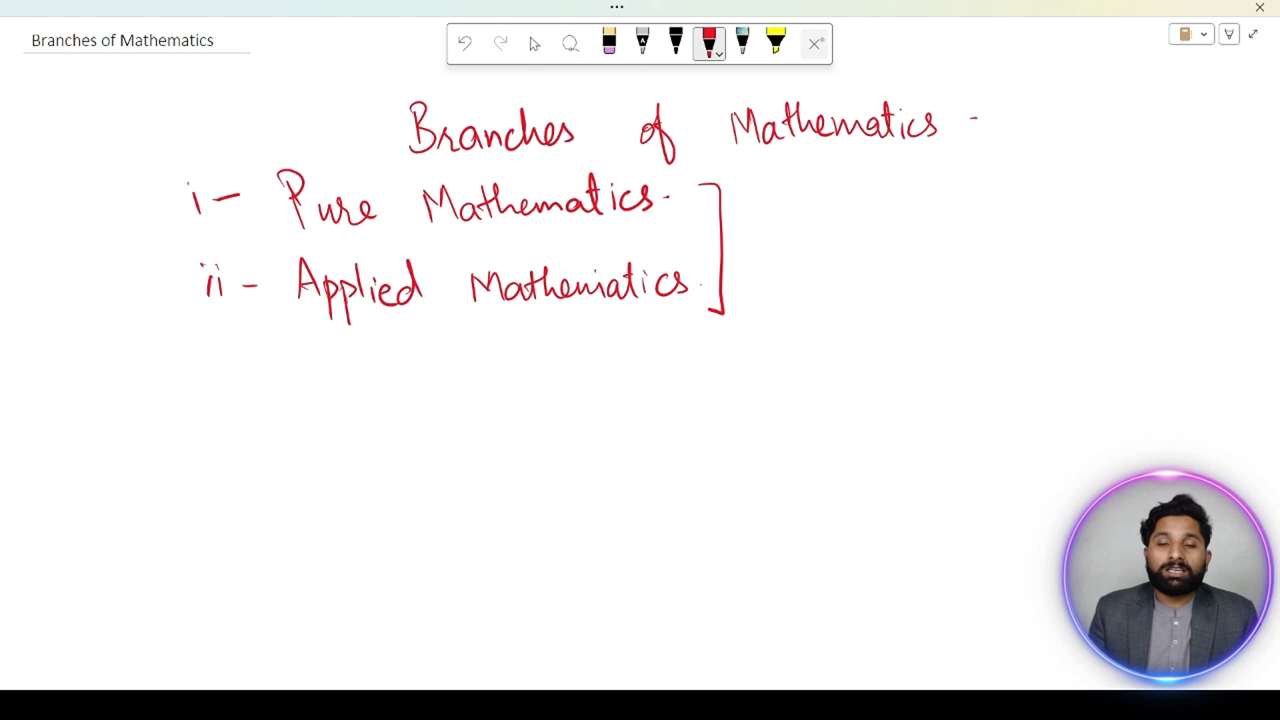 Branches of Mathematics
Branches of Mathematics -
i- Pure Mathematics.
ii- Applied Mathematics.